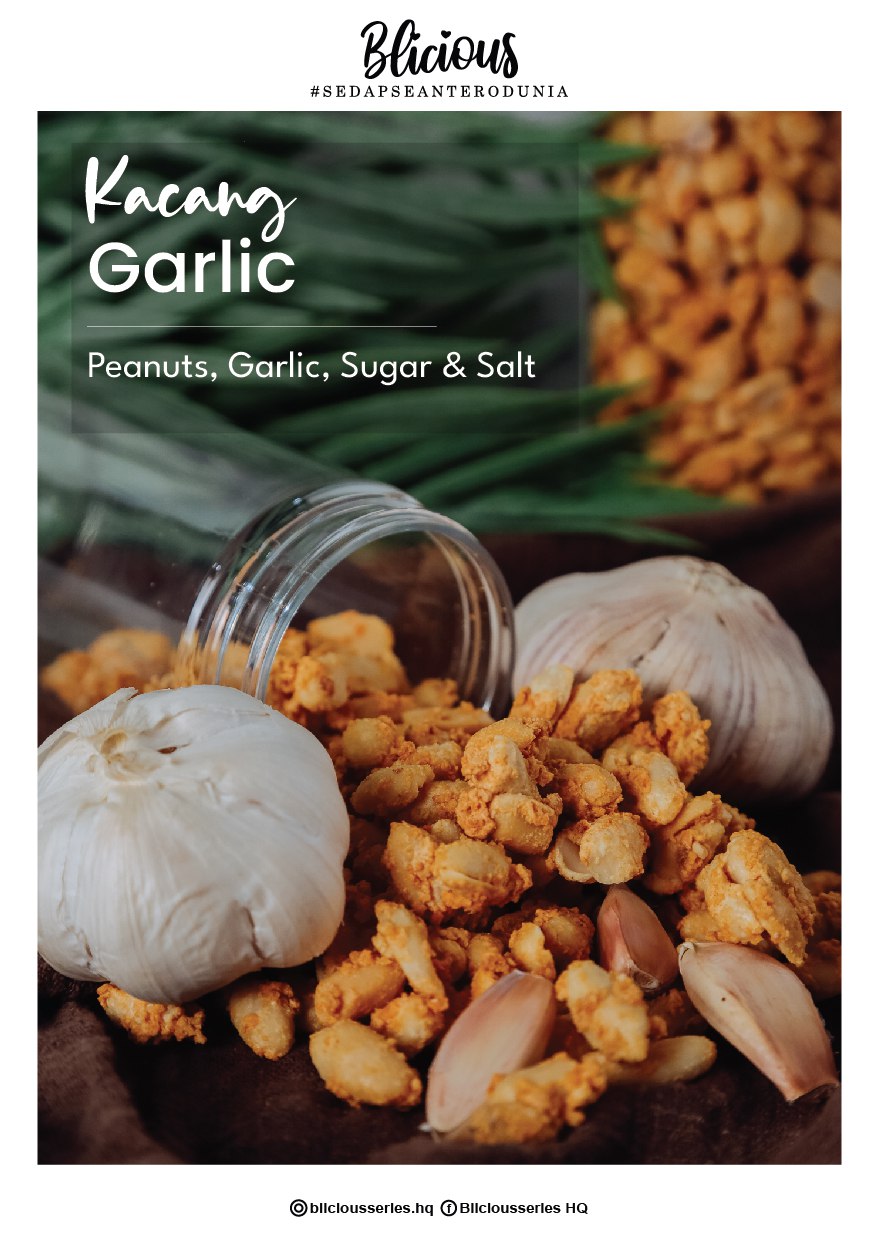 Blicious
#SEDAPSEANTERODUNIA
Kacang
Garlic
Peanuts, Garlic, Sugar & Salt
bliciousseries.hq Bliciousseries HQ